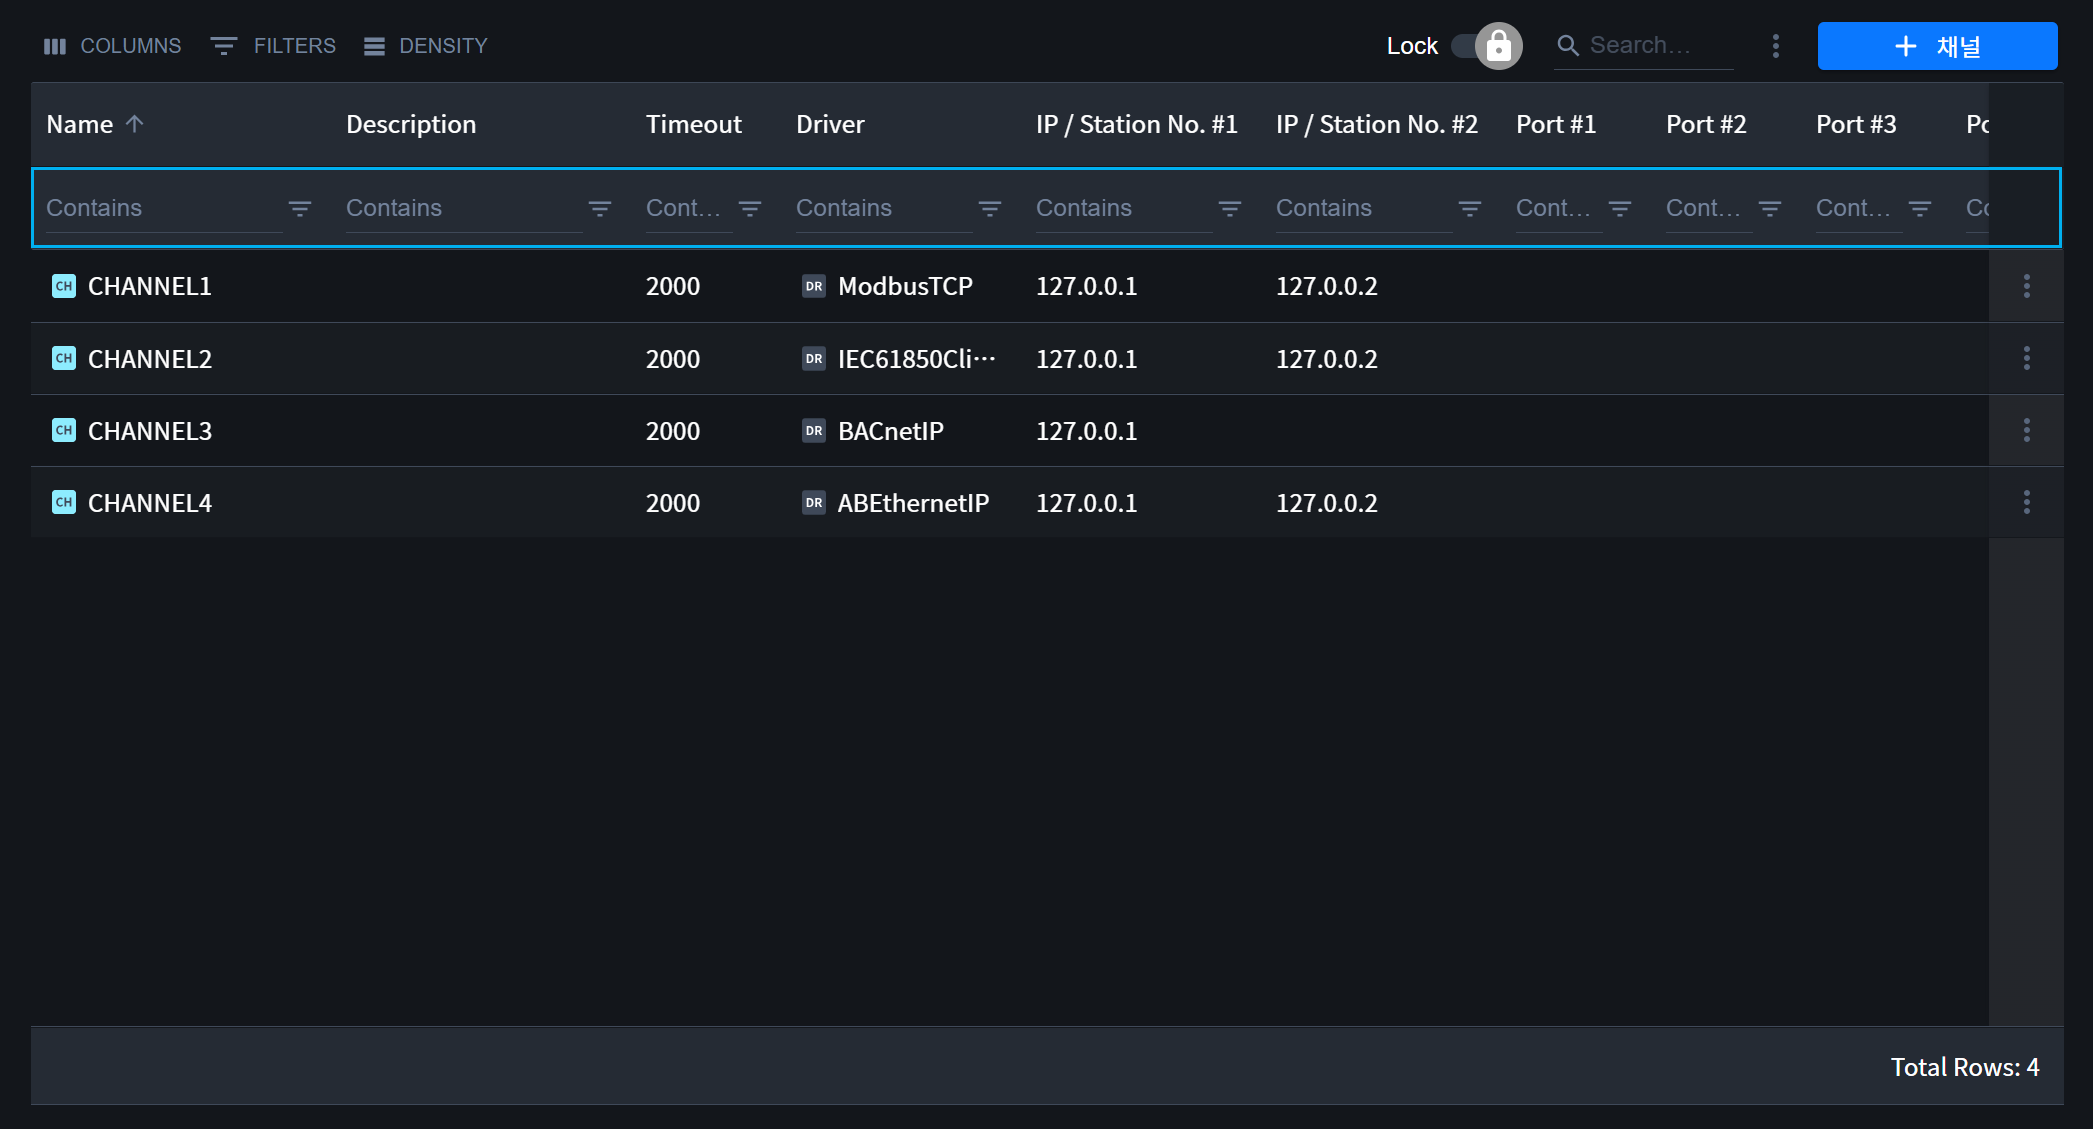 COLUMNS FILTERS DENSITY Lock Search… 채널
Name Description Timeout Driver IP / Station No. #1 IP / Station No. #2 Port #1 Port #2 Port #3 Po
Contains Contains Cont… Contains Contains Contains Cont… Cont… Cont… Co
CH CHANNEL1 2000 DR ModbusTCP 127.0.0.1 127.0.0.2
CH CHANNEL2 2000 DR IEC61850Cli… 127.0.0.1 127.0.0.2
CH CHANNEL3 2000 DR BACnetIP 127.0.0.1
CH CHANNEL4 2000 DR ABEthernetIP 127.0.0.1 127.0.0.2
Total Rows: 4